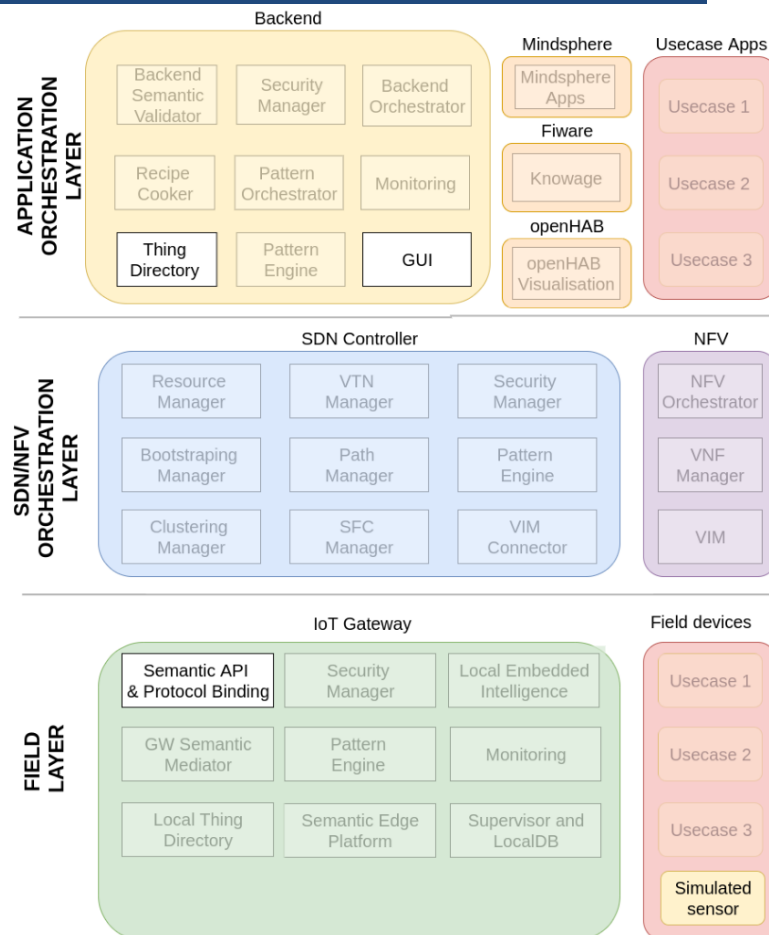 Backend
Mindsphere
Usecase Apps
APPLICATION
ORCHESTRATION
LAYER
Backend
Semantic
Validator
Security
Manager
Backend
Orchestrator
Recipe
Cooker
Pattern
Orchestrator
Monitoring
Thing
Directory
Pattern
Engine
GUI
Mindsphere
Apps
Fiware
Knowage
openHAB
openHAB
Visualisation
Usecase 1
Usecase 2
Usecase 3
SDN Controller
NFV
SDN/NFV
ORCHESTRATION
LAYER
Resource
Manager
VTN
Manager
Security
Manager
Bootstraping
Manager
Path
Manager
Pattern
Engine
Clustering
Manager
SFC
Manager
VIM
Connector
NFV
Orchestrator
VNF
Manager
VIM
IoT Gateway
Field devices
FIELD
LAYER
Semantic API
& Protocol Binding
Security
Manager
Local Embedded
Intelligence
GW Semantic
Mediator
Pattern
Engine
Monitoring
Local Thing
Directory
Semantic Edge
Platform
Supervisor and
LocalDB
Usecase 1
Usecase 2
Usecase 3
Simulated
sensor